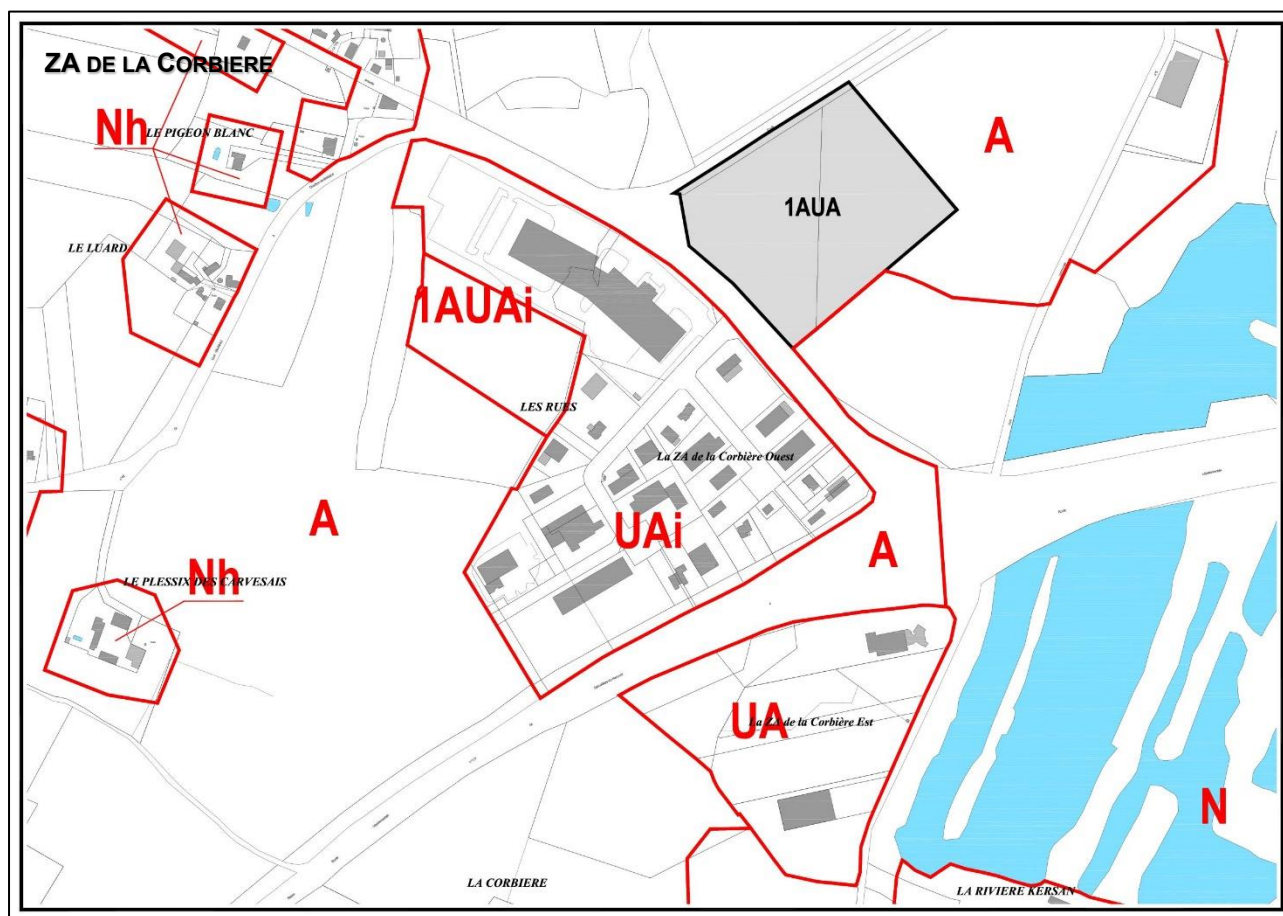 ZA DE LA CORBIERE
Nh
LE PIGEON BLANC
A
1AUA
LE LUARD
1AUAi
LES RUES
La ZA de la Corbière Ouest
A
UAi
A
LE PLESSIX DES CARVESAIS
Nh
UA
La ZA de la Corbière Est
N
LA CORBIERE
LA RIVIERE KERSAN